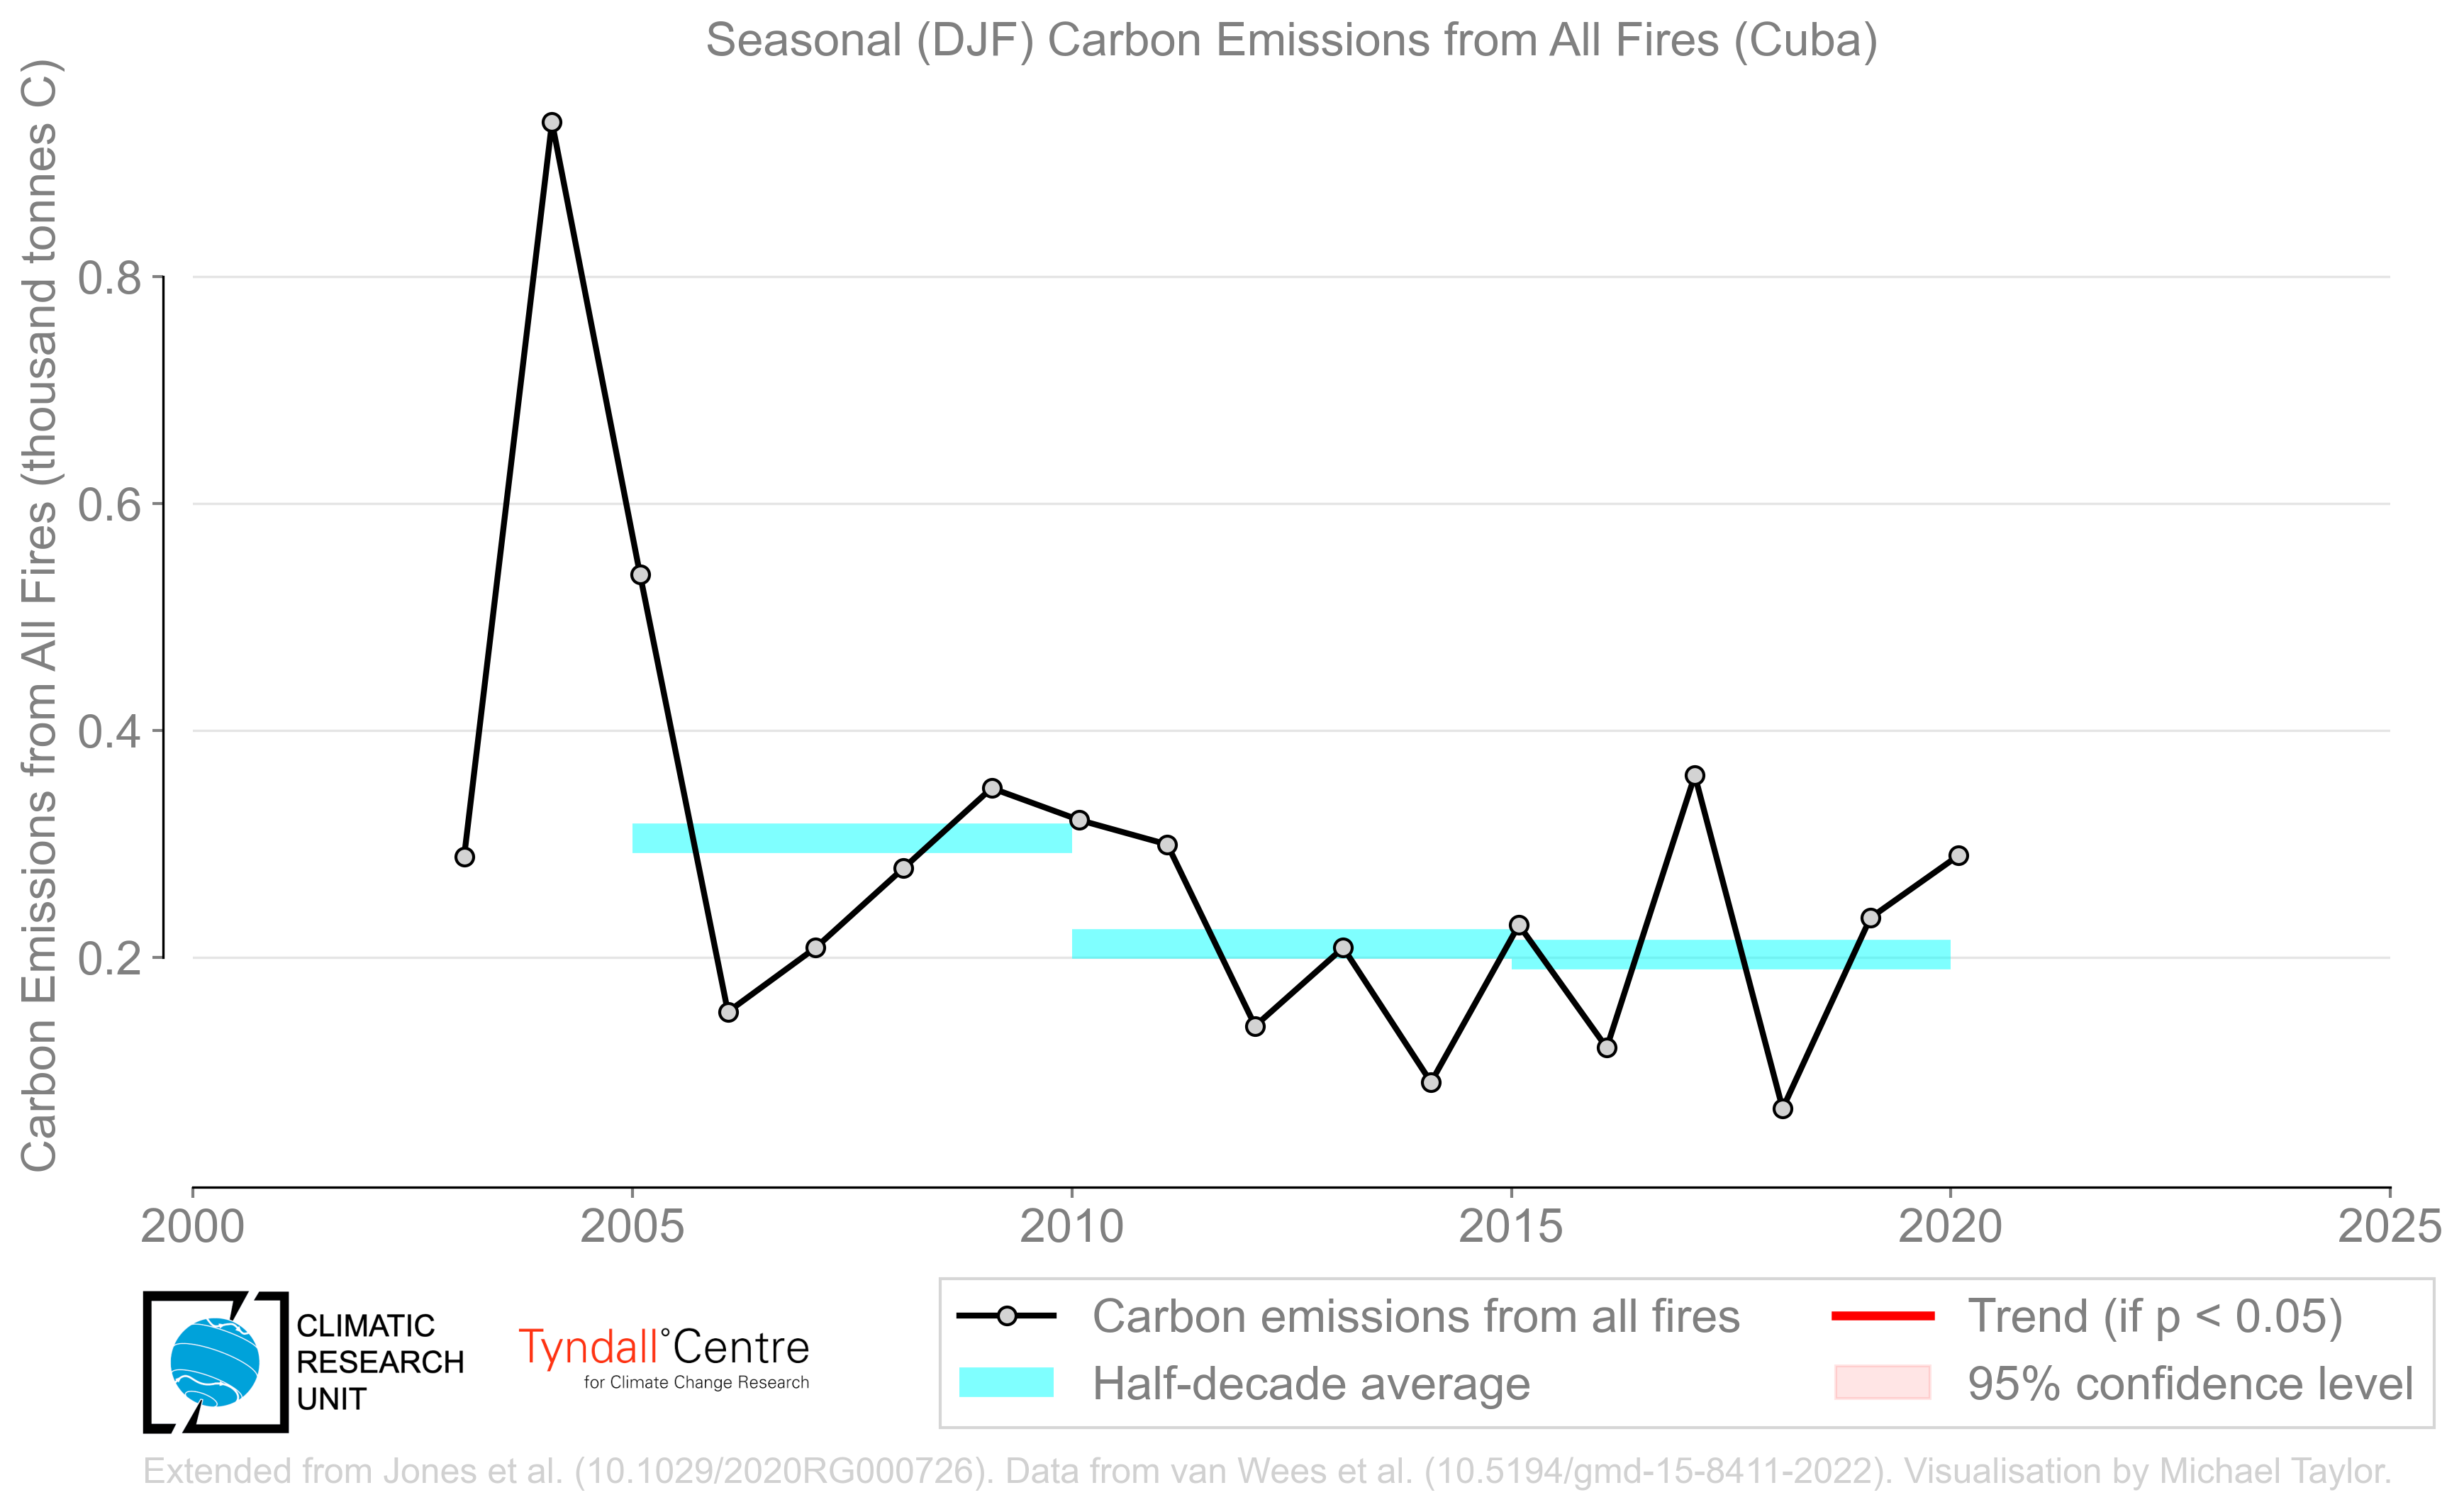 Seasonal (DJF) Carbon Emissions from All Fires (Cuba)
Carbon Emissions from All Fires (thousand tonnes C)
0.8
0.6
0.4
0.2
2000
2005
2010
2015
2020
2025
CLIMATIC
RESEARCH
UNIT
Tyndall°Centre
for Climate Change Research
Carbon emissions from all fires
Half-decade average
Trend (if p < 0.05)
95% confidence level
Extended from Jones et al. (10.1029/2020RG000726). Data from van Wees et al. (10.5194/gmd-15-8411-2022). Visualisation by Michael Taylor.